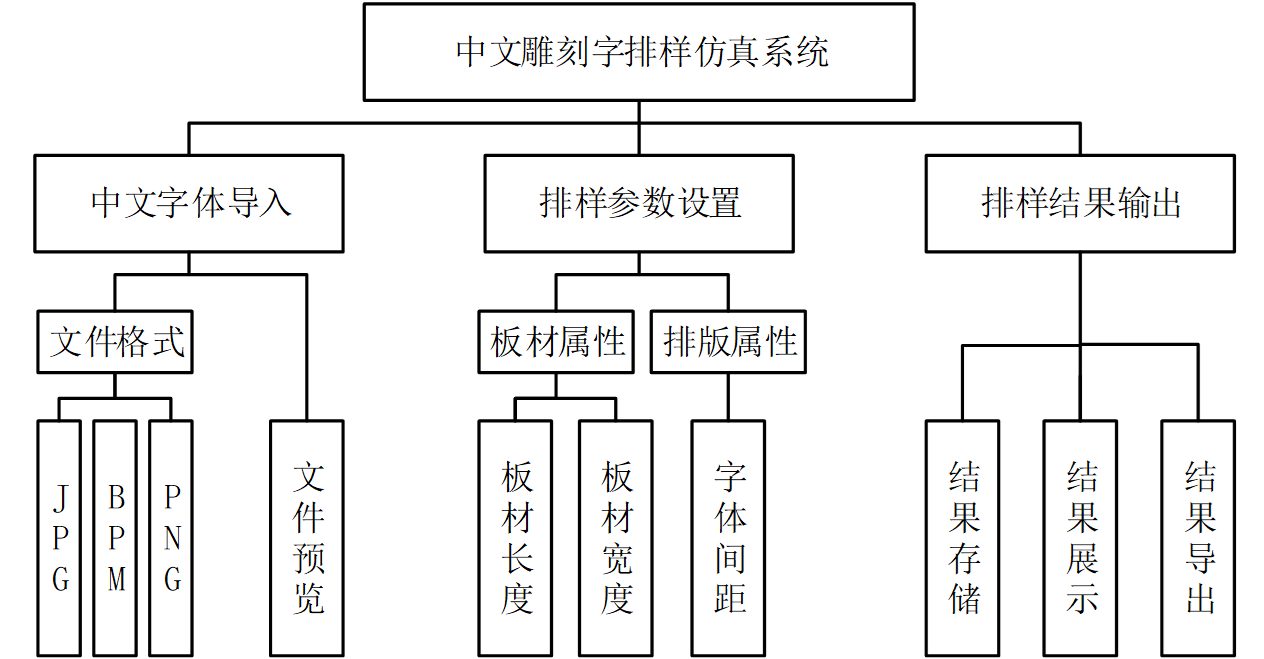 中文雕刻字排样仿真系统
中文字体导入
排样参数设置
排样结果输出
文件格式
板材属性
排版属性
JPG
BPM
PNG
文件预览
板材长度
板材宽度
字体间距
结果存储
结果展示
结果导出